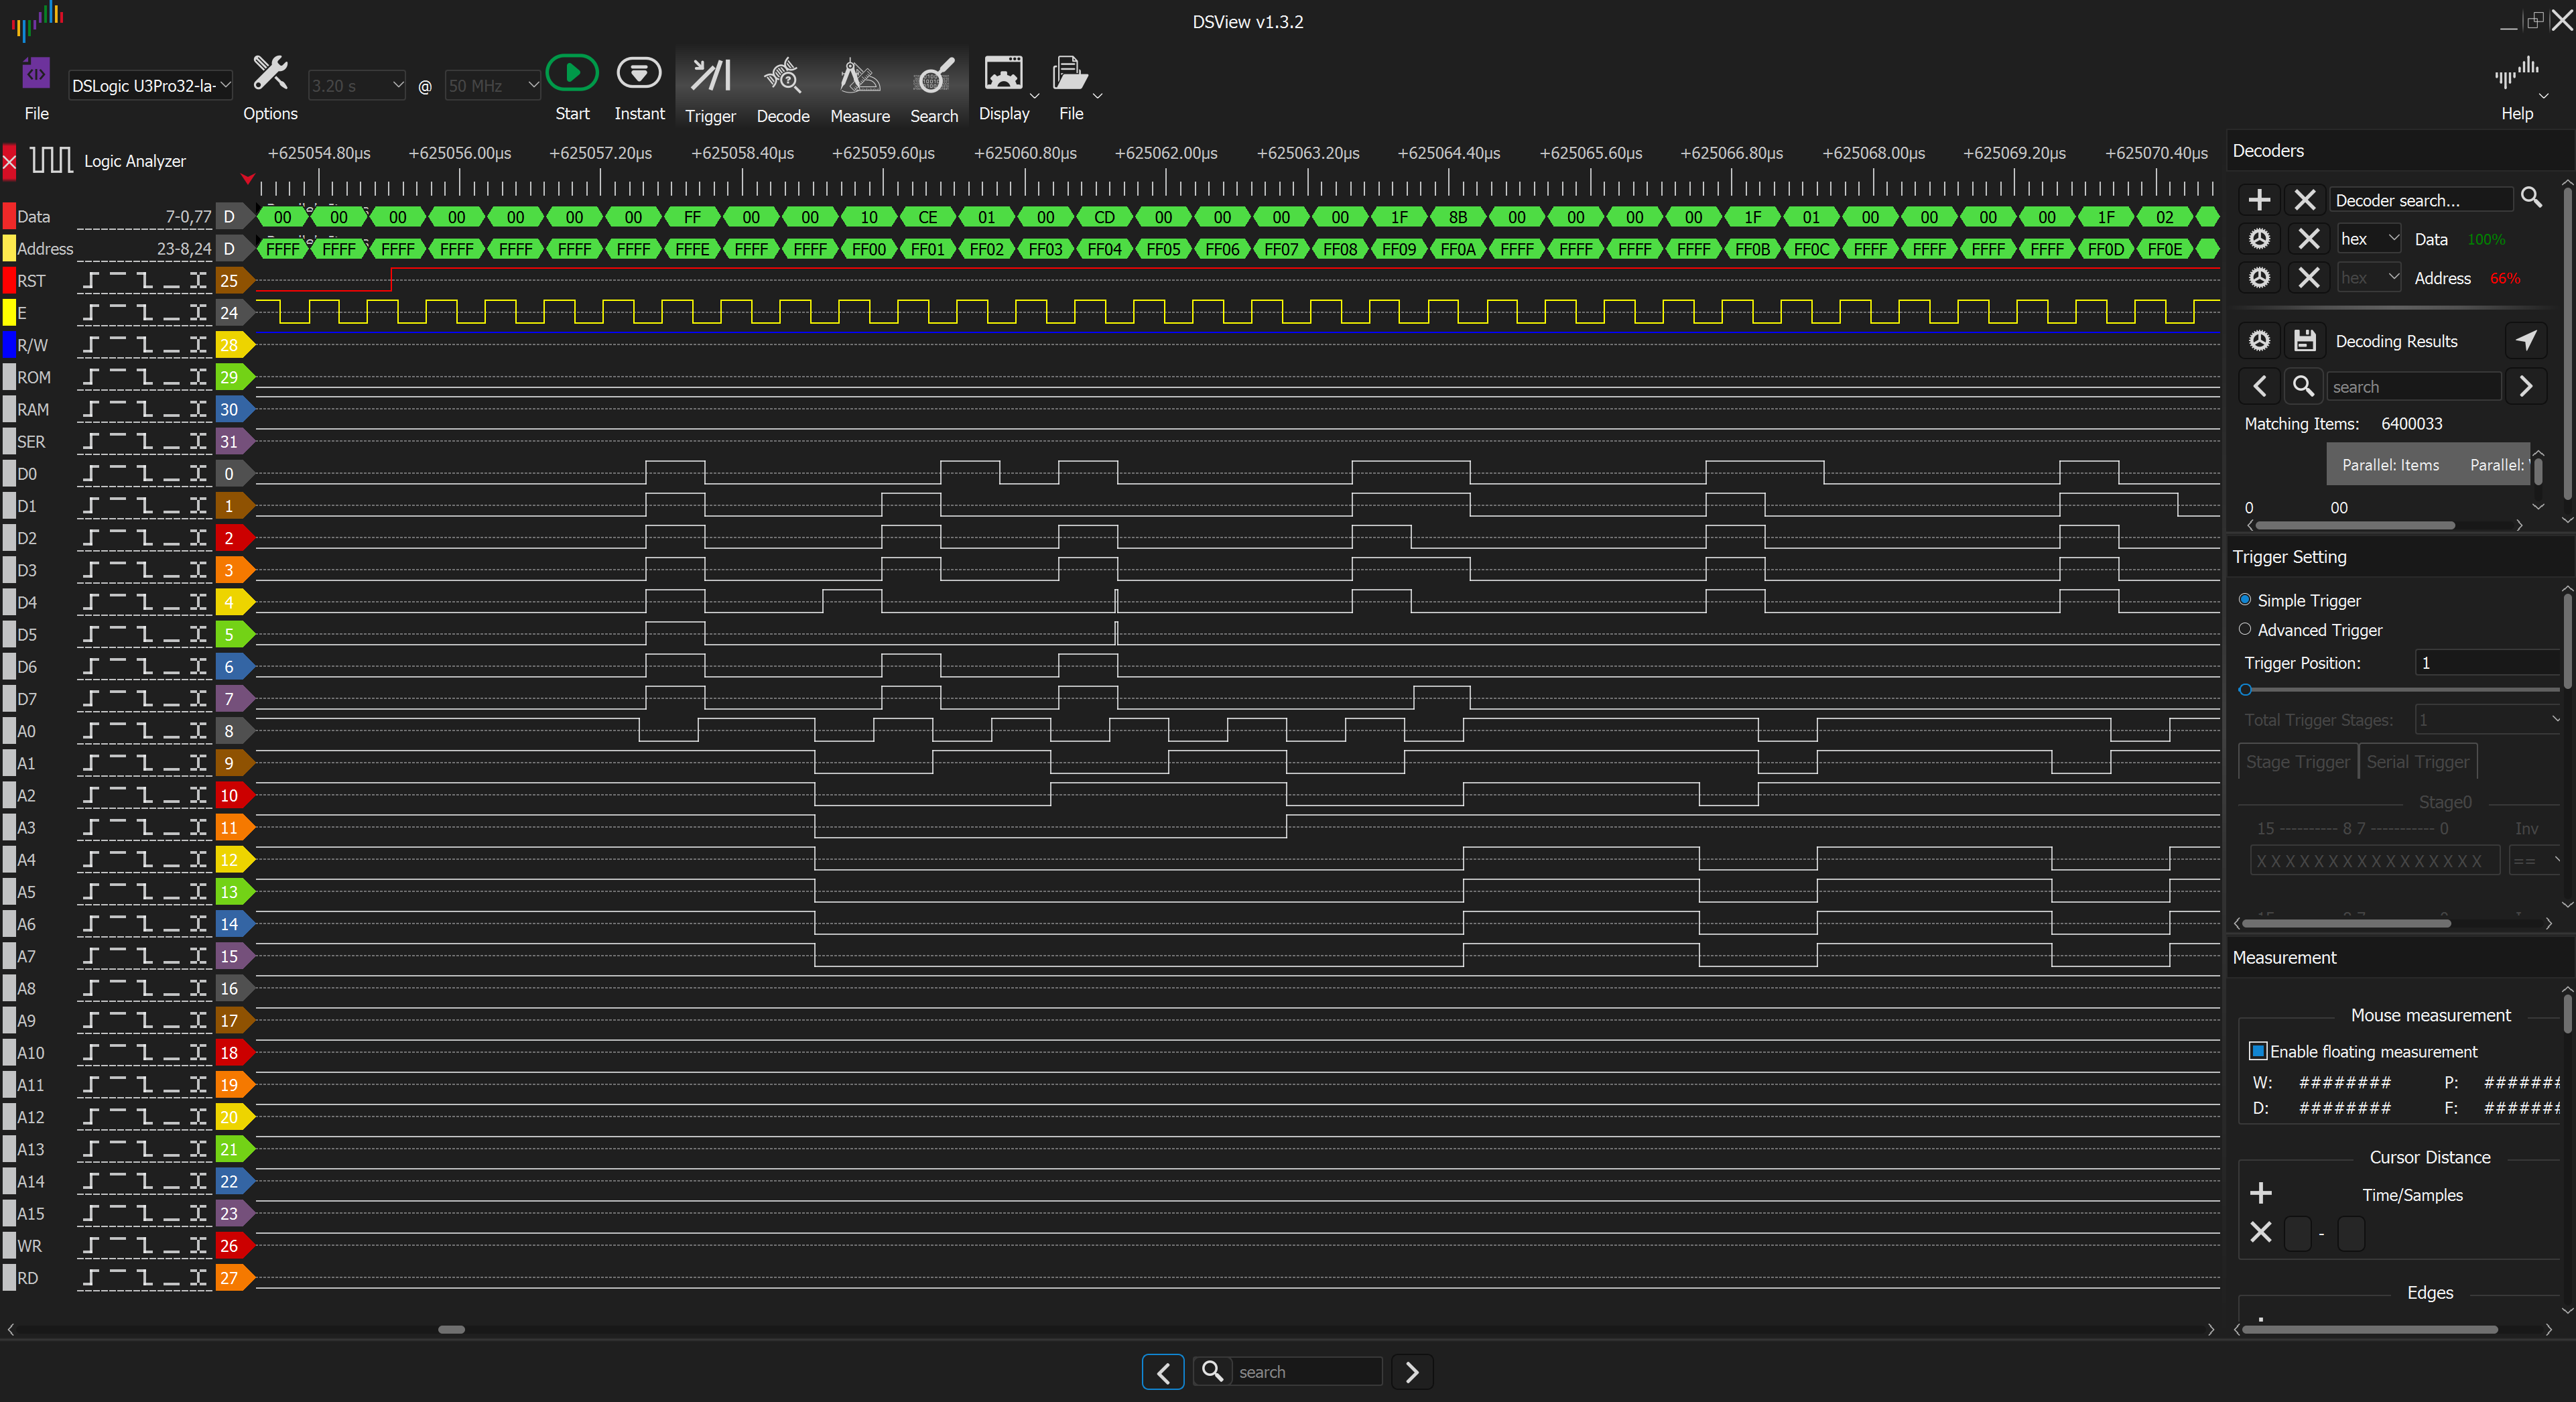 DSView v1.3.2
DSLogic U3Pro32-la-
3.20 s @ 50 MHz
File Options Start Instant Trigger Decode Measure Search Display File Help
Logic Analyzer
+625054.80µs +625056.00µs +625057.20µs +625058.40µs +625059.60µs +625060.80µs +625062.00µs +625063.20µs +625064.40µs +625065.60µs +625066.80µs +625068.00µs +625069.20µs +625070.40µs
Data 7-0,77 D 00 00 00 00 00 00 00 FF 00 00 10 CE 01 00 CD 00 00 00 00 1F 8B 00 00 00 00 1F 01 00 00 00 00 1F 02
Address 23-8,24 D FFFF FFFF FFFF FFFF FFFF FFFF FFFF FFFE FFFF FFFF FF00 FF01 FF02 FF03 FF04 FF05 FF06 FF07 FF08 FF09 FF0A FFFF FFFF FFFF FFFF FF0B FF0C FFFF FFFF FFFF FFFF FF0D FF0E
RST 25
E 24
R/W 28
ROM 29
RAM 30
SER 31
D0 0
D1 1
D2 2
D3 3
D4 4
D5 5
D6 6
D7 7
A0 8
A1 9
A2 10
A3 11
A4 12
A5 13
A6 14
A7 15
A8 16
A9 17
A10 18
A11 19
A12 20
A13 21
A14 22
A15 23
WR 26
RD 27
search
Decoders
Decoder search...
hex Data 100%
hex Address 66%
Decoding Results
search
Matching Items: 6400033
Parallel: Items Parallel:
0 00
Trigger Setting
Simple Trigger
Advanced Trigger
Trigger Position: 1
Total Trigger Stages: 1
Stage Trigger Serial Trigger
Stage0
15 ---------- 8 7 ----------- 0 Inv
X X X X X X X X X X X X X X X X ==
Measurement
Mouse measurement
Enable floating measurement
W: ######## P: #######
D: ######## F: #######
Cursor Distance
Time/Samples
-
Edges